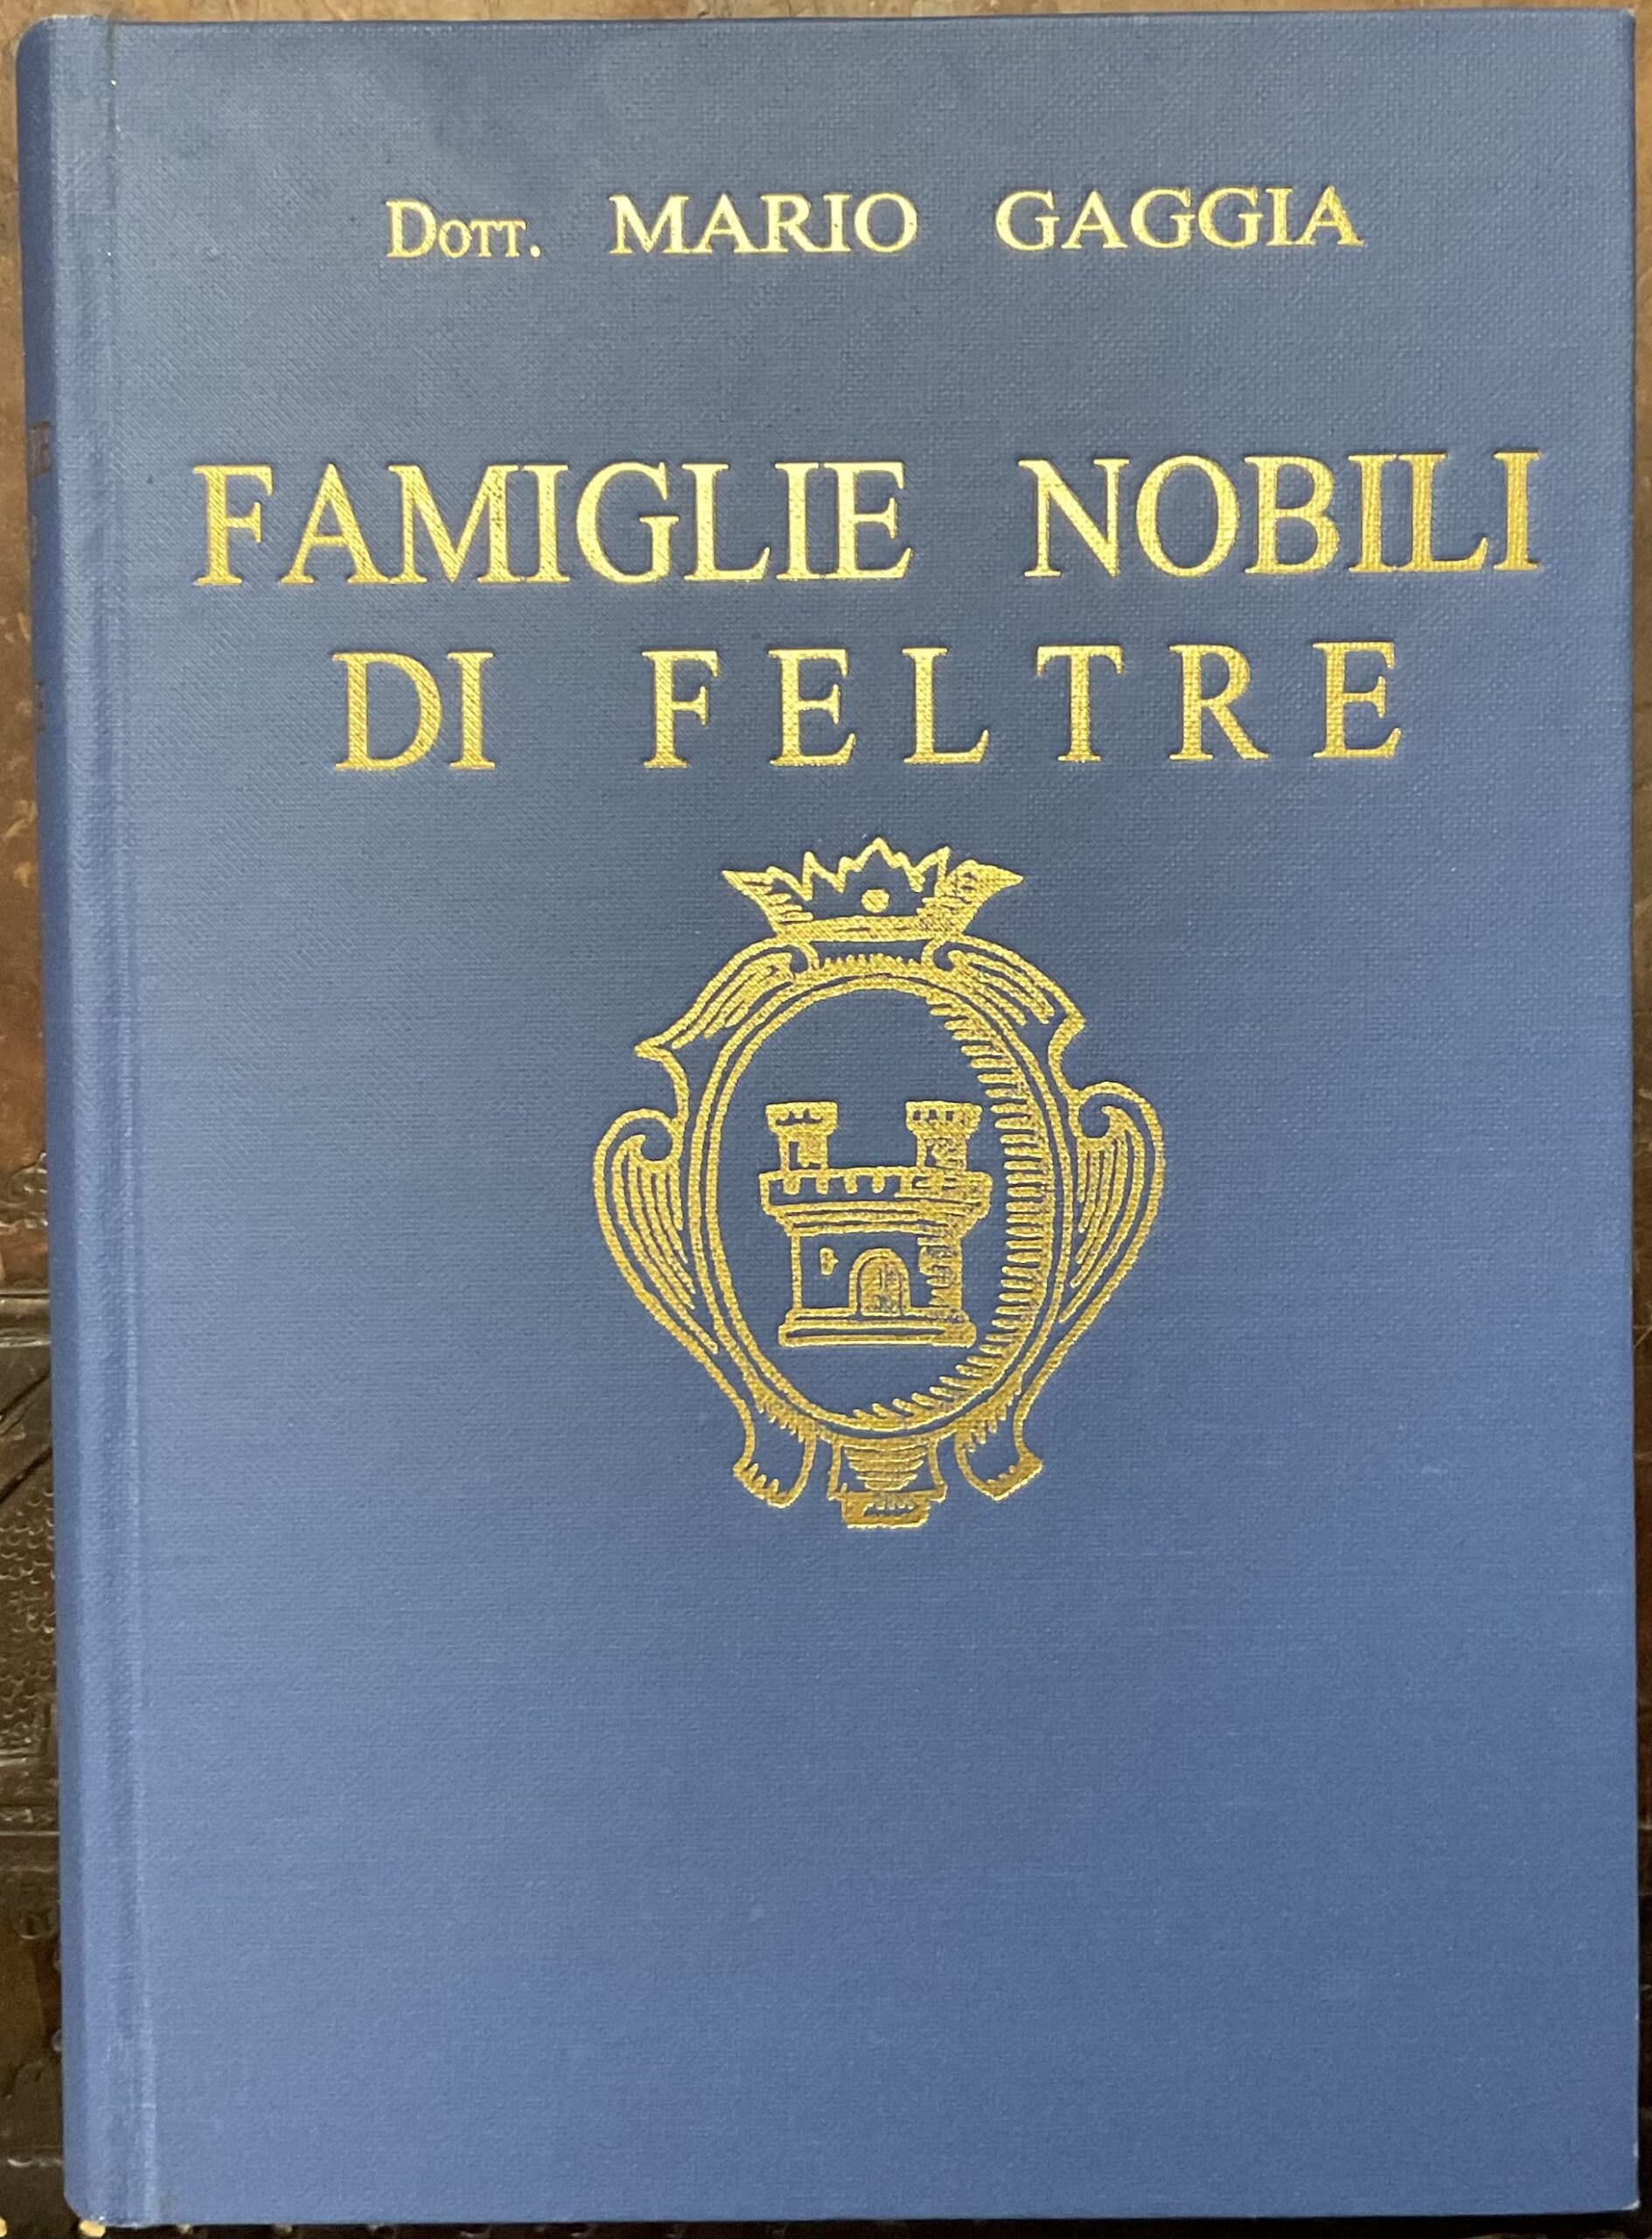 Dott. MARIO GAGGIA
FAMIGLIE NOBILI
DI FELTRE